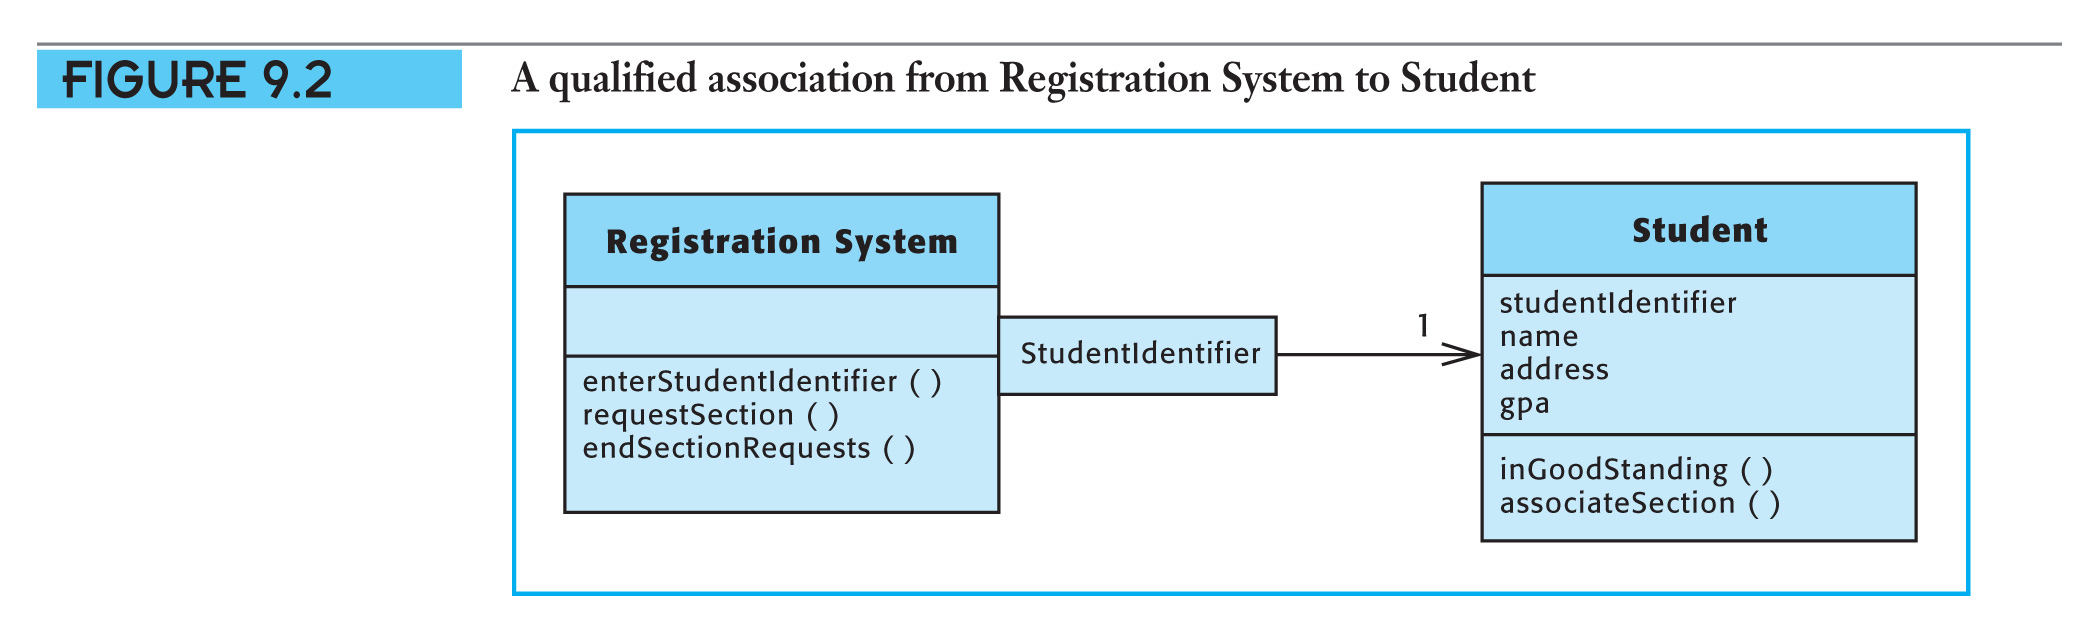 FIGURE 9.2
A qualified association from Registration System to Student
Registration System
enterStudentIdentifier ( )
requestSection ( )
endSectionRequests ( )
StudentIdentifier
1
Student
studentIdentifier
name
address
gpa
inGoodStanding ( )
associateSection ( )